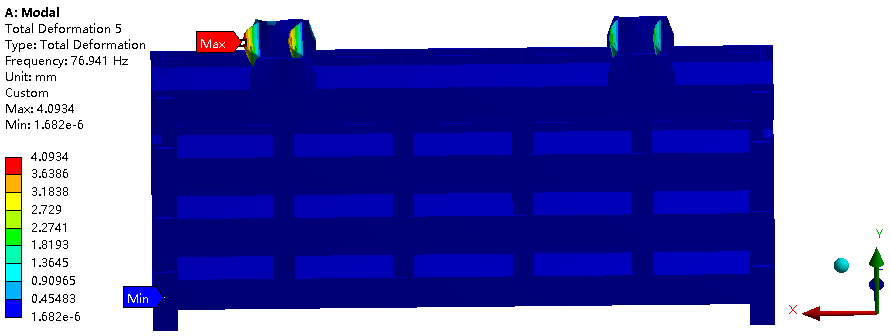 A: Modal
Total Deformation 5
Type: Total Deformation
Frequency: 76.941 Hz
Unit: mm
Custom
Max: 4.0934
Min: 1.682e-6
4.0934
3.6386
3.1838
2.729
2.2741
1.8193
1.3645
0.90965
0.45483
1.682e-6
Max
Min
Y
X